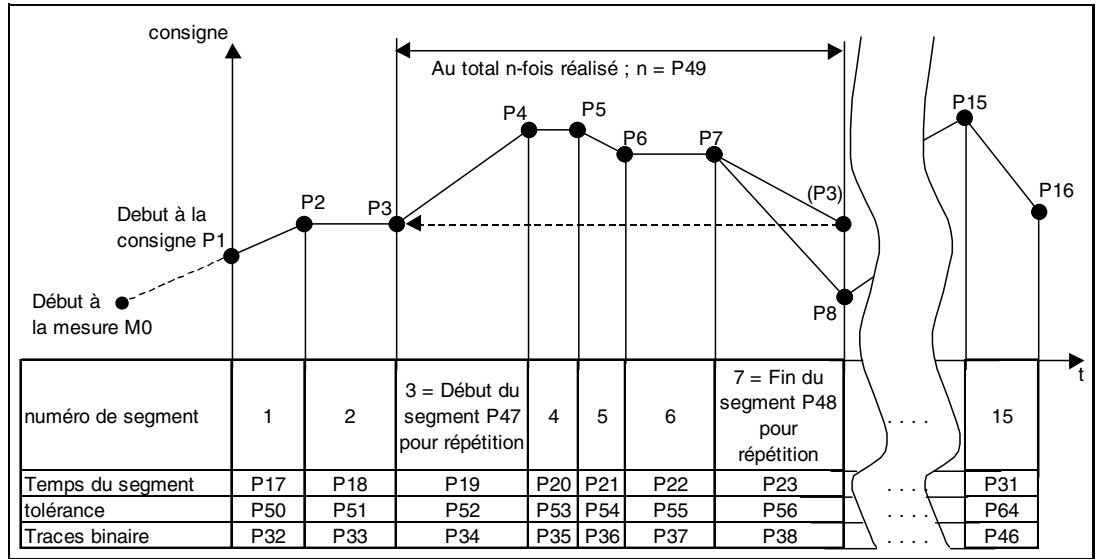 consigne
Au total n-fois réalisé ; n = P49
P4
P5
P15
P6
P7
P2
P3
(P3)
P16
Debut à la
consigne P1
Début à
la mesure M0
P8
t
numéro de segment 1 2 3 = Début du segment P47 pour répétition 4 5 6 7 = Fin du segment P48 pour répétition . . . . 15
Temps du segment P17 P18 P19 P20 P21 P22 P23 . . . . P31
tolérance P50 P51 P52 P53 P54 P55 P56 . . . . P64
Traces binaire P32 P33 P34 P35 P36 P37 P38 . . . . P46